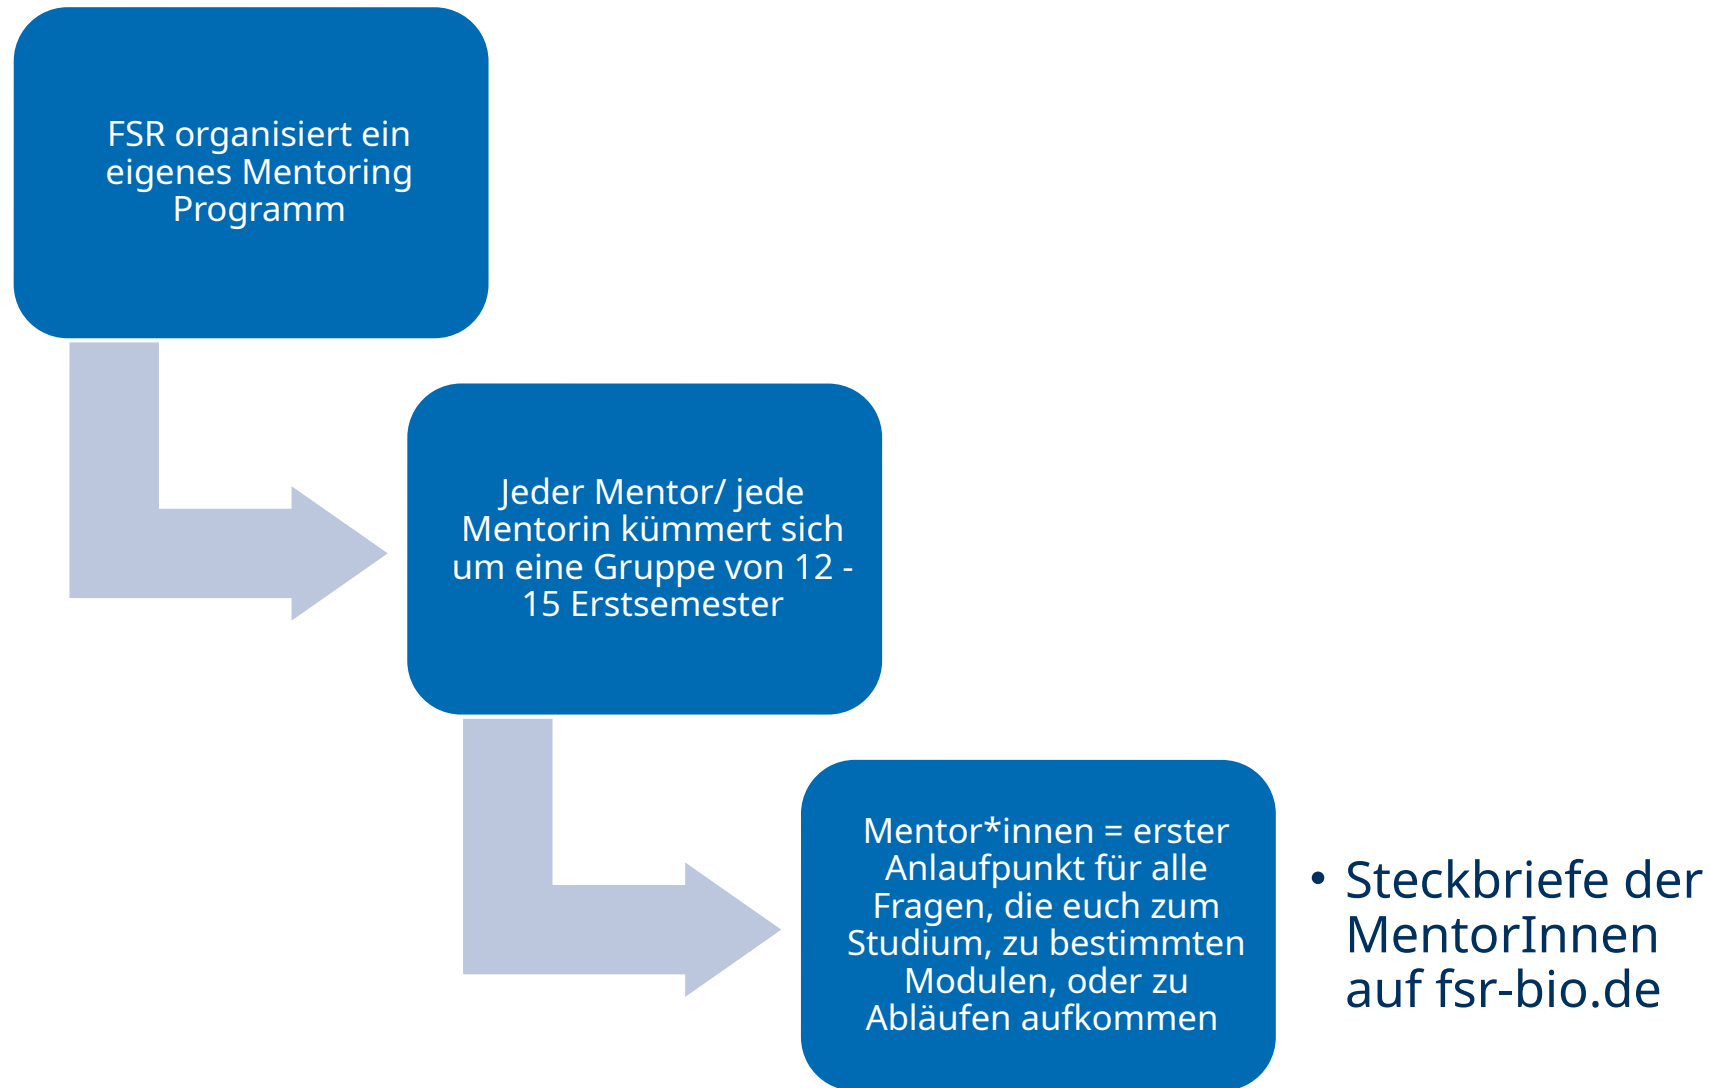 FSR organisiert ein
eigenes Mentoring
Programm
Jeder Mentor/ jede
Mentorin kümmert sich
um eine Gruppe von 12 -
15 Erstsemester
Mentor*innen = erster
Anlaufpunkt für alle
Fragen, die euch zum
Studium, zu bestimmten
Modulen, oder zu
Abläufen aufkommen
• Steckbriefe der
MentorInnen
auf fsr-bio.de